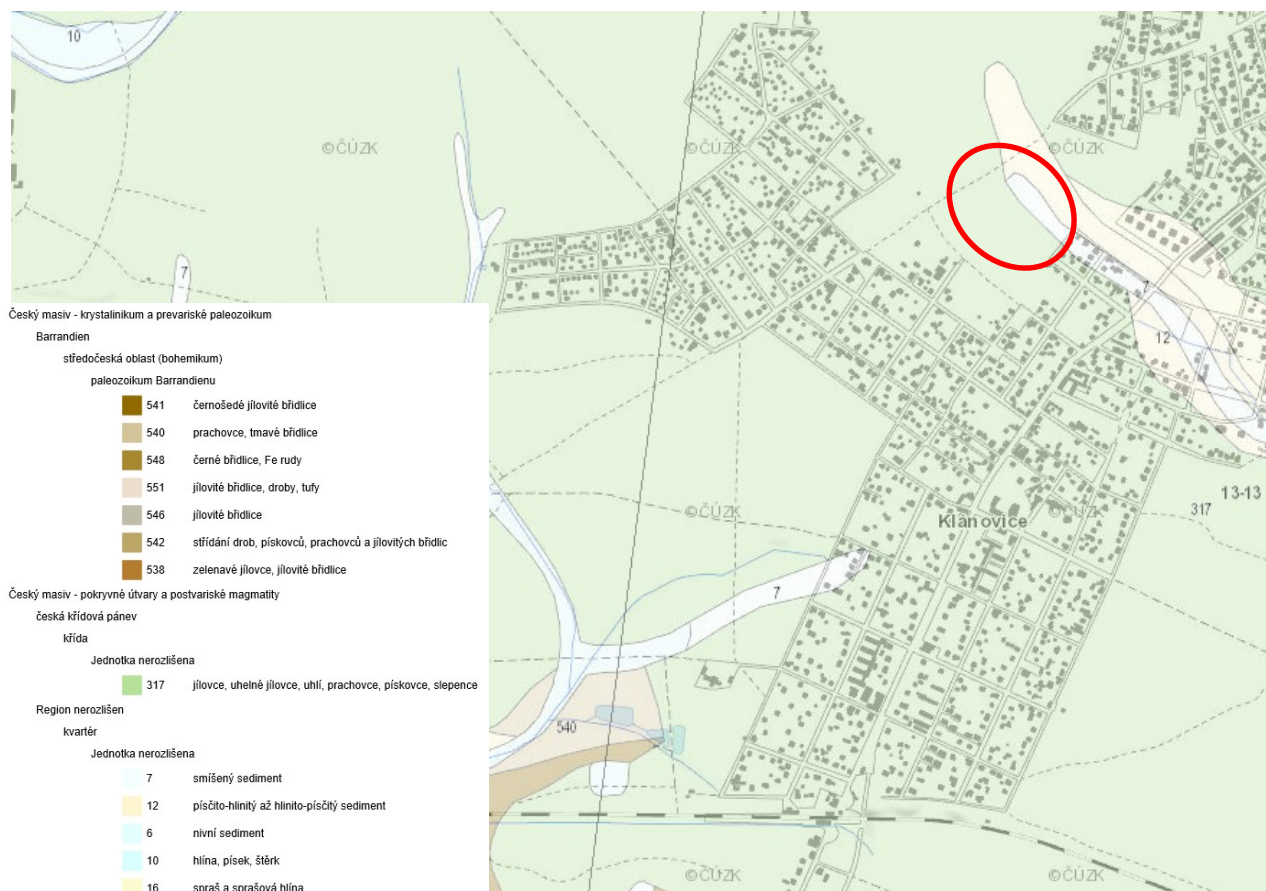 10
©ČÚZK
©ČÚZK
©ČÚZK
7
7
12
13-13
317
©ČÚZK
Klánovice
©ČÚZK
7
540
©ČÚZK
©ČÚZK
Český masiv - krystalinikum a prevariské paleozoikum
Barrandien
středočeská oblast (bohemikum)
paleozoikum Barrandienu
541 černošedé jílovité břidlice
540 prachovce, tmavé břidlice
548 černé břidlice, Fe rudy
551 jílovité břidlice, droby, tufy
546 jílovité břidlice
542 střídání drob, pískovců, prachovců a jílovitých břidlic
538 zelenavé jílovce, jílovité břidlice
Český masiv - pokryvné útvary a postvariské magmatity
česká křídová pánev
křída
Jednotka nerozlišena
317 jílovce, uhelné jílovce, uhlí, prachovce, pískovce, slepence
Region nerozlišen
kvartér
Jednotka nerozlišena
7 smíšený sediment
12 písčito-hlinitý až hlinito-písčitý sediment
6 nivní sediment
10 hlína, písek, štěrk
16 spraš a sprašová hlína